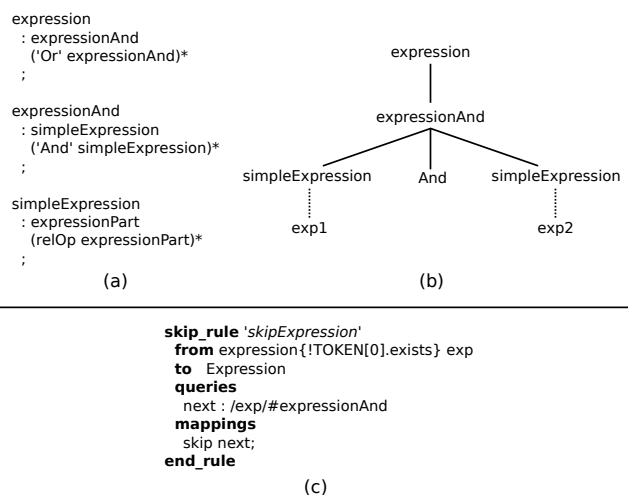 expression
: expressionAnd
('Or' expressionAnd)*
;
expressionAnd
: simpleExpression
('And' simpleExpression)*
;
simpleExpression
: expressionPart
(relOp expressionPart)*
;
(a)
expression
expressionAnd
simpleExpression And simpleExpression
exp1 exp2
(b)
skip_rule 'skipExpression'
from expression{!TOKEN[0].exists} exp
to Expression
queries
next : /exp/#expressionAnd
mappings
skip next;
end_rule
(c)